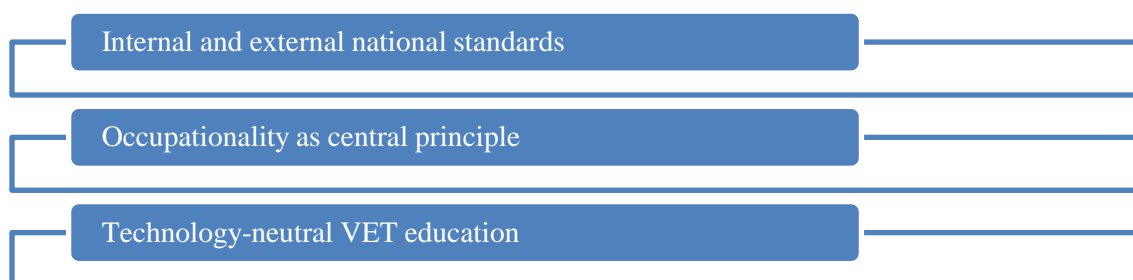 Internal and external national standards
Occupationality as central principle
Technology-neutral VET education